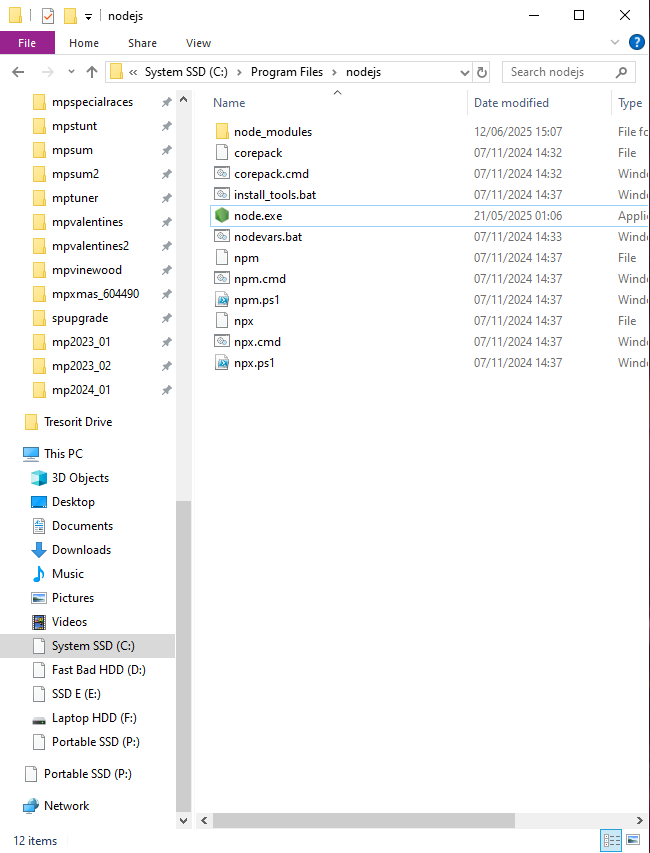 nodejs
File Home Share View
« System SSD (C:) > Program Files > nodejs Search nodejs
mpspecialraces
mpstunt
mpsum
mpsum2
mptuner
mpvalentines
mpvalentines2
mpvinewood
mpxmas_604490
spupgrade
mp2023_01
mp2023_02
mp2024_01
Tresorit Drive
This PC
3D Objects
Desktop
Documents
Downloads
Music
Pictures
Videos
System SSD (C:)
Fast Bad HDD (D:)
SSD E (E:)
Laptop HDD (F:)
Portable SSD (P:)
Portable SSD (P:)
Network
Name Date modified Type
node_modules 12/06/2025 15:07 File fo
corepack 07/11/2024 14:32 File
corepack.cmd 07/11/2024 14:32 Windo
install_tools.bat 07/11/2024 14:37 Windo
node.exe 21/05/2025 01:06 Applic
nodevars.bat 07/11/2024 14:33 Windo
npm 07/11/2024 14:37 File
npm.cmd 07/11/2024 14:37 Windo
npm.ps1 07/11/2024 14:37 Windo
npx 07/11/2024 14:37 File
npx.cmd 07/11/2024 14:37 Windo
npx.ps1 07/11/2024 14:37 Windo
12 items